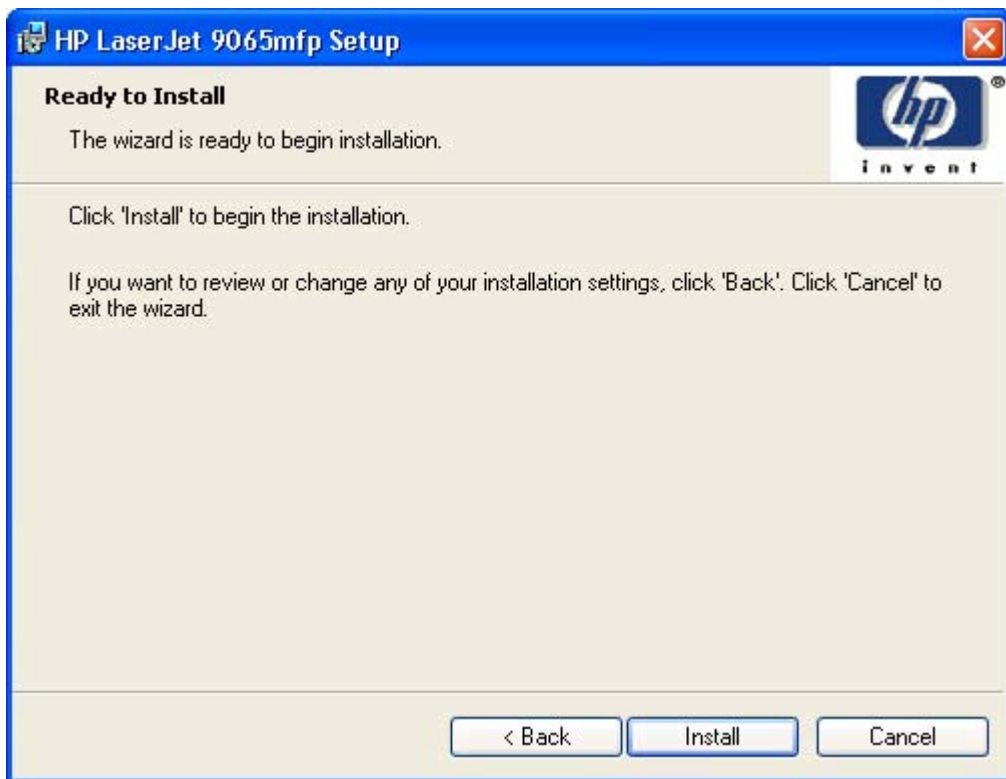 HP LaserJet 9065mfp Setup
Ready to Install
The wizard is ready to begin installation.
hp
®
invent
Click 'Install' to begin the installation.
If you want to review or change any of your installation settings, click 'Back'. Click 'Cancel' to
exit the wizard.
< Back
Install
Cancel